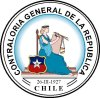 CONTRALORIA GENERAL DE LA REPUBLICA
26-III-1927
CHILE